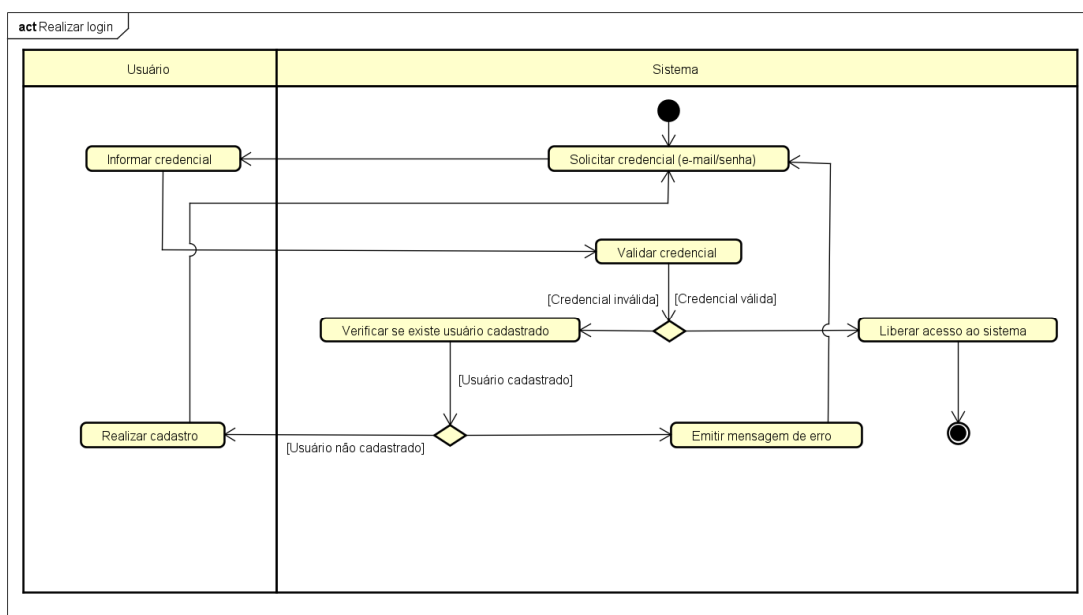 act Realizar login
Usuário
Sistema
Informar credencial
Solicitar credencial (e-mail/senha)
Validar credencial
[Credencial inválida]
[Credencial válida]
Verificar se existe usuário cadastrado
Liberar acesso ao sistema
[Usuário cadastrado]
Realizar cadastro
[Usuário não cadastrado]
Emitir mensagem de erro